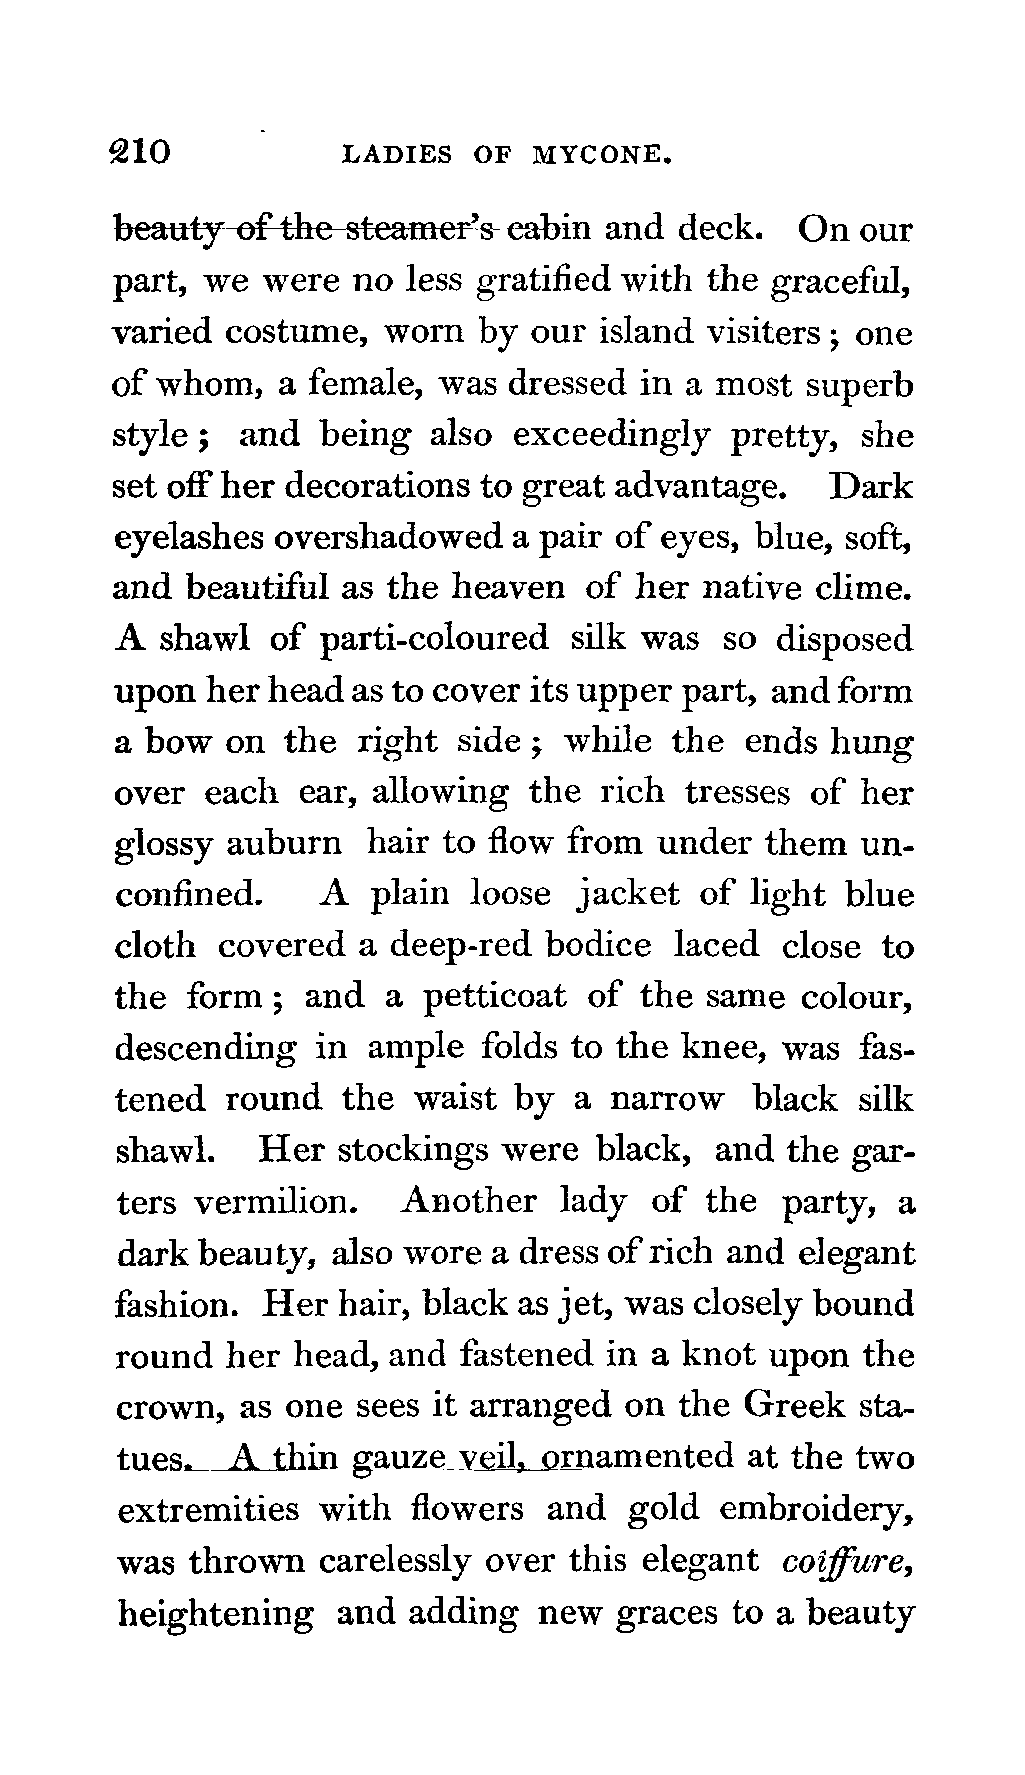 210 LADIES OF MYCONE.
beauty of the steamer's cabin and deck. On our
part, we were no less gratified with the graceful,
varied costume, worn by our island visiters; one
of whom, a female, was dressed in a most superb
style; and being also exceedingly pretty, she
set off her decorations to great advantage. Dark
eyelashes overshadowed a pair of eyes, blue, soft,
and beautiful as the heaven of her native clime.
A shawl of parti-coloured silk was so disposed
upon her head as to cover its upper part, and form
a bow on the right side; while the ends hung
over each ear, allowing the rich tresses of her
glossy auburn hair to flow from under them un-
confined. A plain loose jacket of light blue
cloth covered a deep-red bodice laced close to
the form; and a petticoat of the same colour,
descending in ample folds to the knee, was fas-
tened round the waist by a narrow black silk
shawl. Her stockings were black, and the gar-
ters vermilion. Another lady of the party, a
dark beauty, also wore a dress of rich and elegant
fashion. Her hair, black as jet, was closely bound
round her head, and fastened in a knot upon the
crown, as one sees it arranged on the Greek sta-
tues. A thin gauze veil, ornamented at the two
extremities with flowers and gold embroidery,
was thrown carelessly over this elegant coiffure,
heightening and adding new graces to a beauty